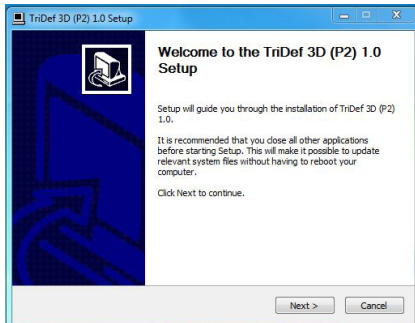 TriDef 3D (P2) 1.0 Setup
Welcome to the TriDef 3D (P2) 1.0
Setup
Setup will guide you through the installation of TriDef 3D (P2)
1.0.
It is recommended that you close all other applications
before starting Setup. This will make it possible to update
relevant system files without having to reboot your
computer.
Click Next to continue.
Next >
Cancel